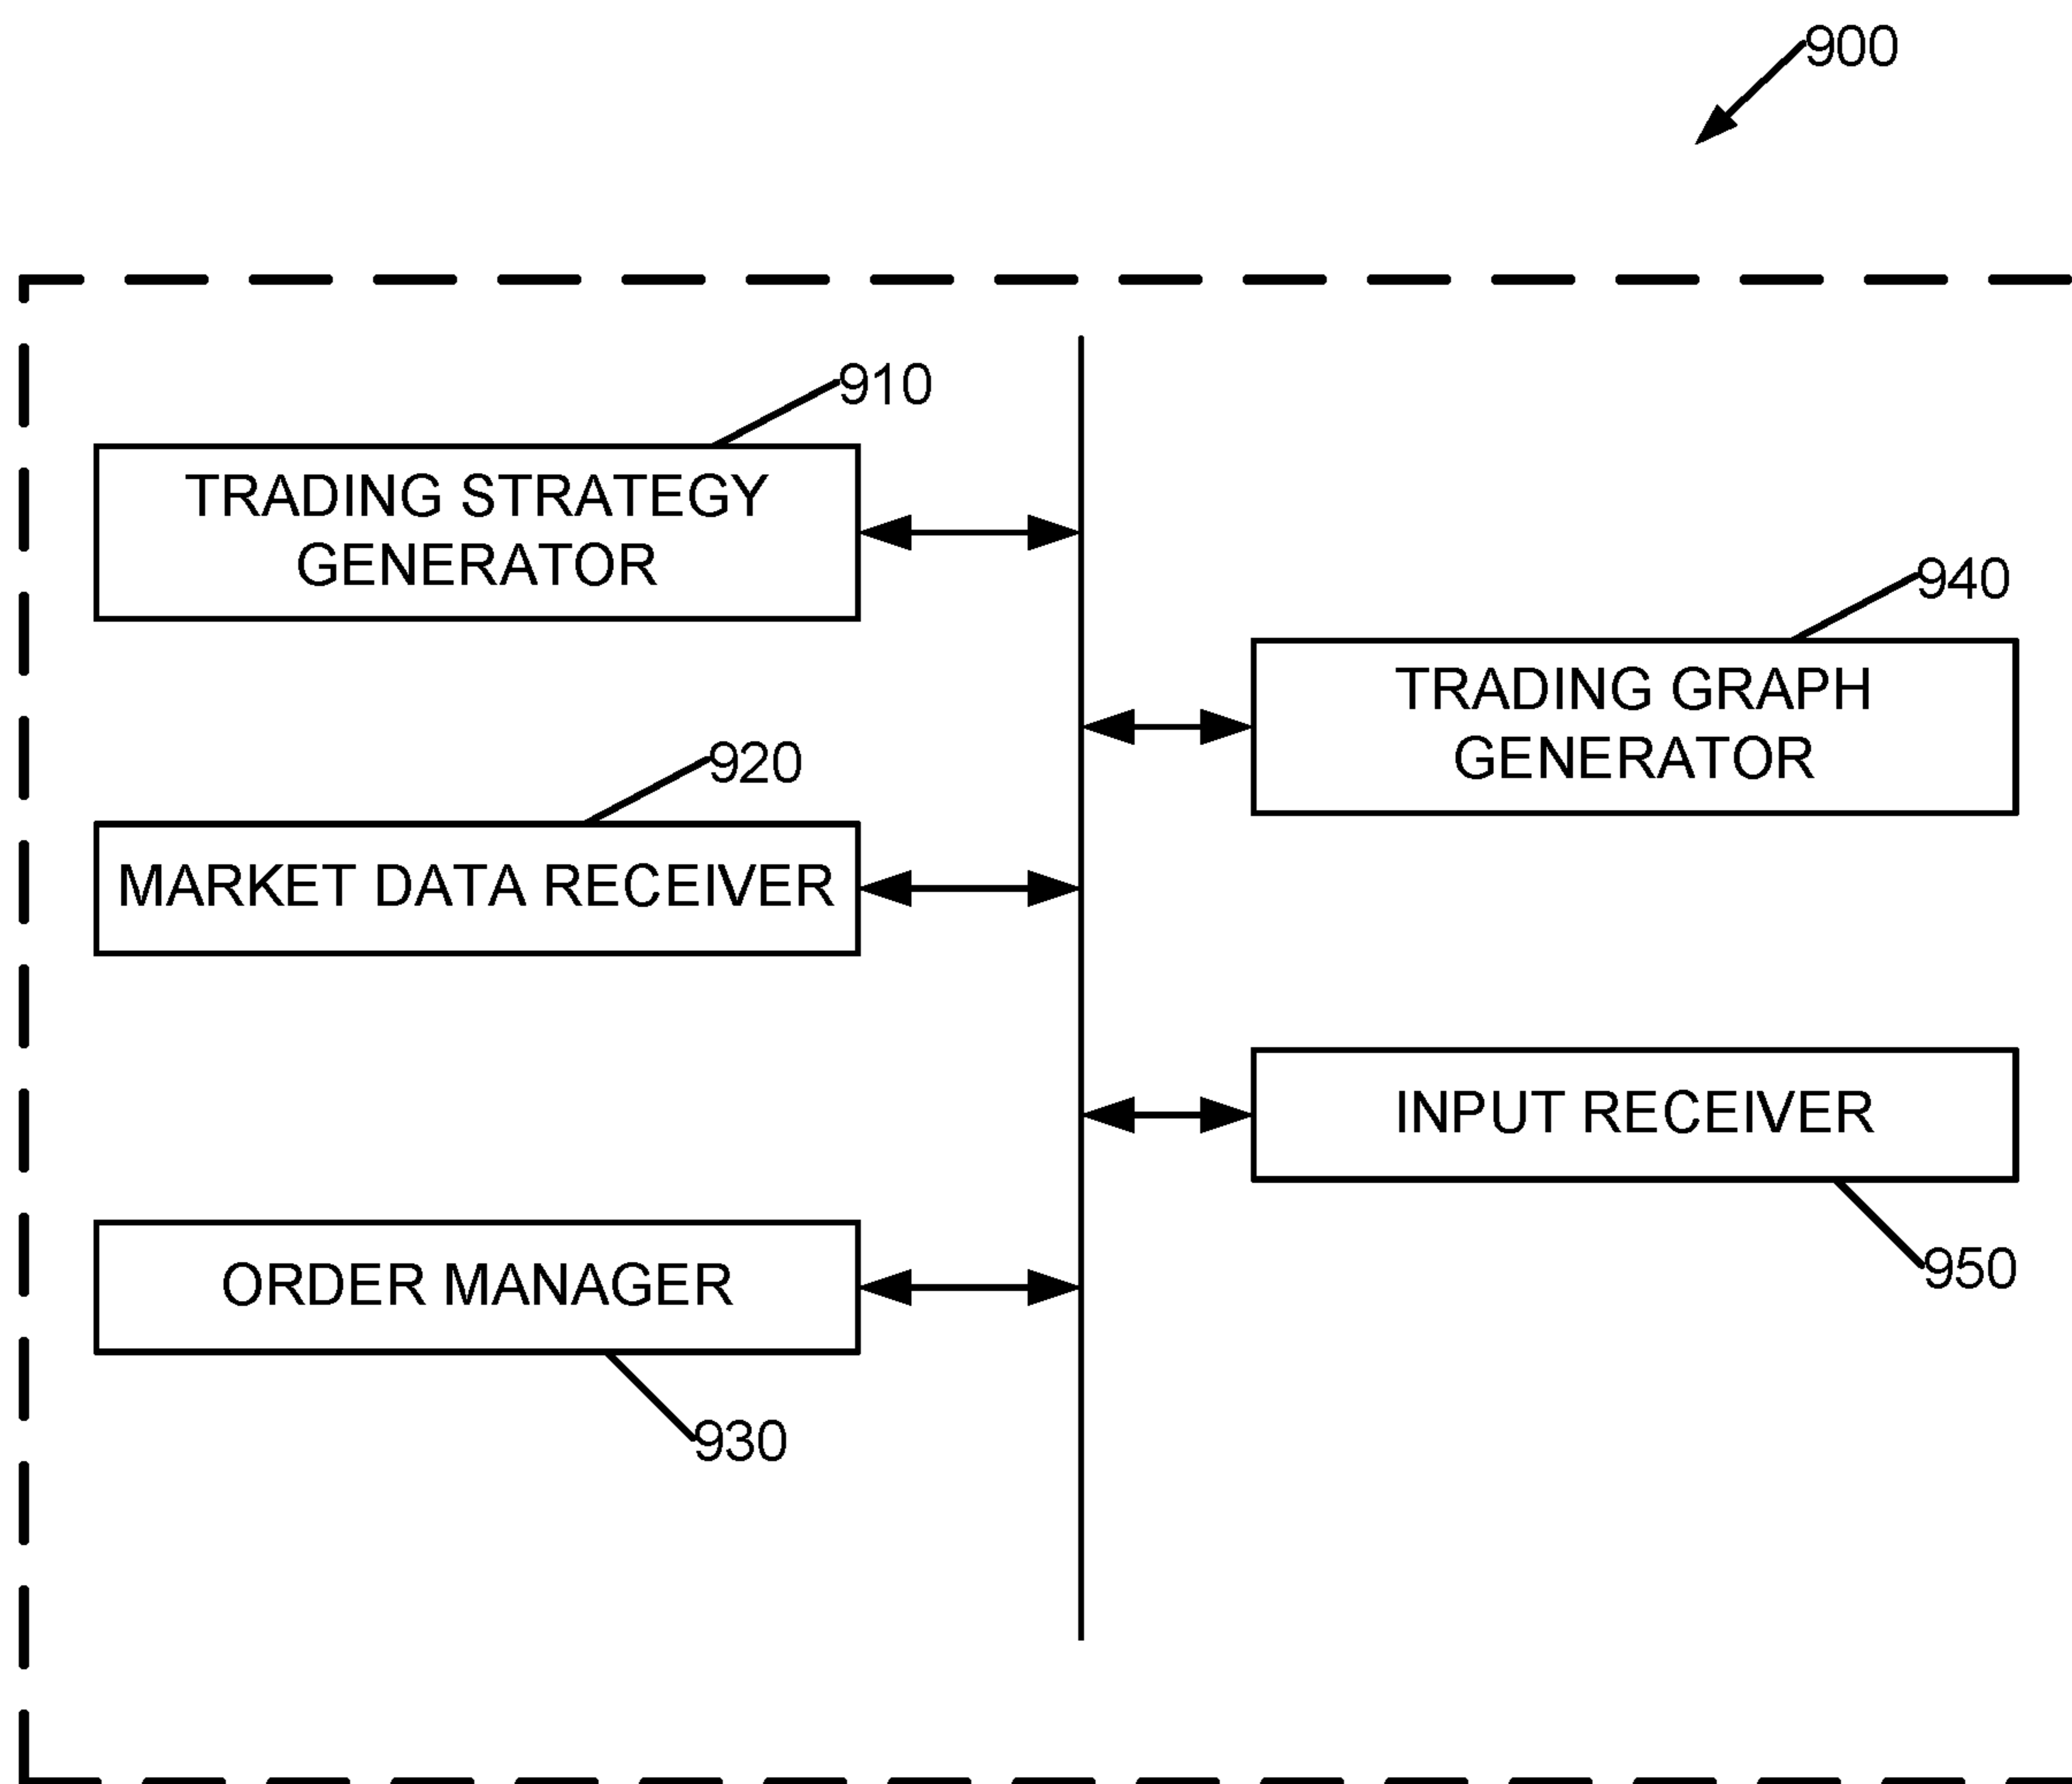 900
910
TRADING STRATEGY
GENERATOR
940
TRADING GRAPH
GENERATOR
920
MARKET DATA RECEIVER
INPUT RECEIVER
950
ORDER MANAGER
930